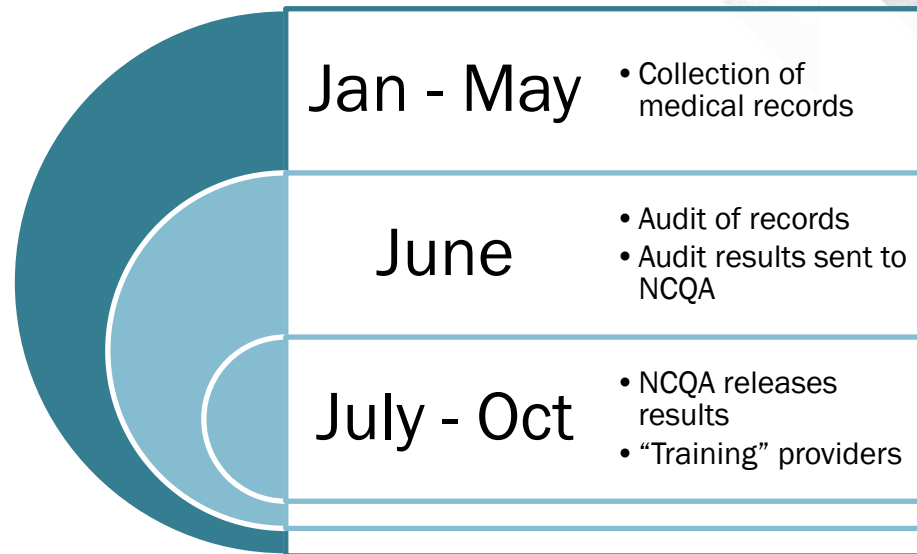 Jan - May
• Collection of
medical records
June
• Audit of records
• Audit results sent to
NCQA
July - Oct
• NCQA releases
results
• “Training” providers